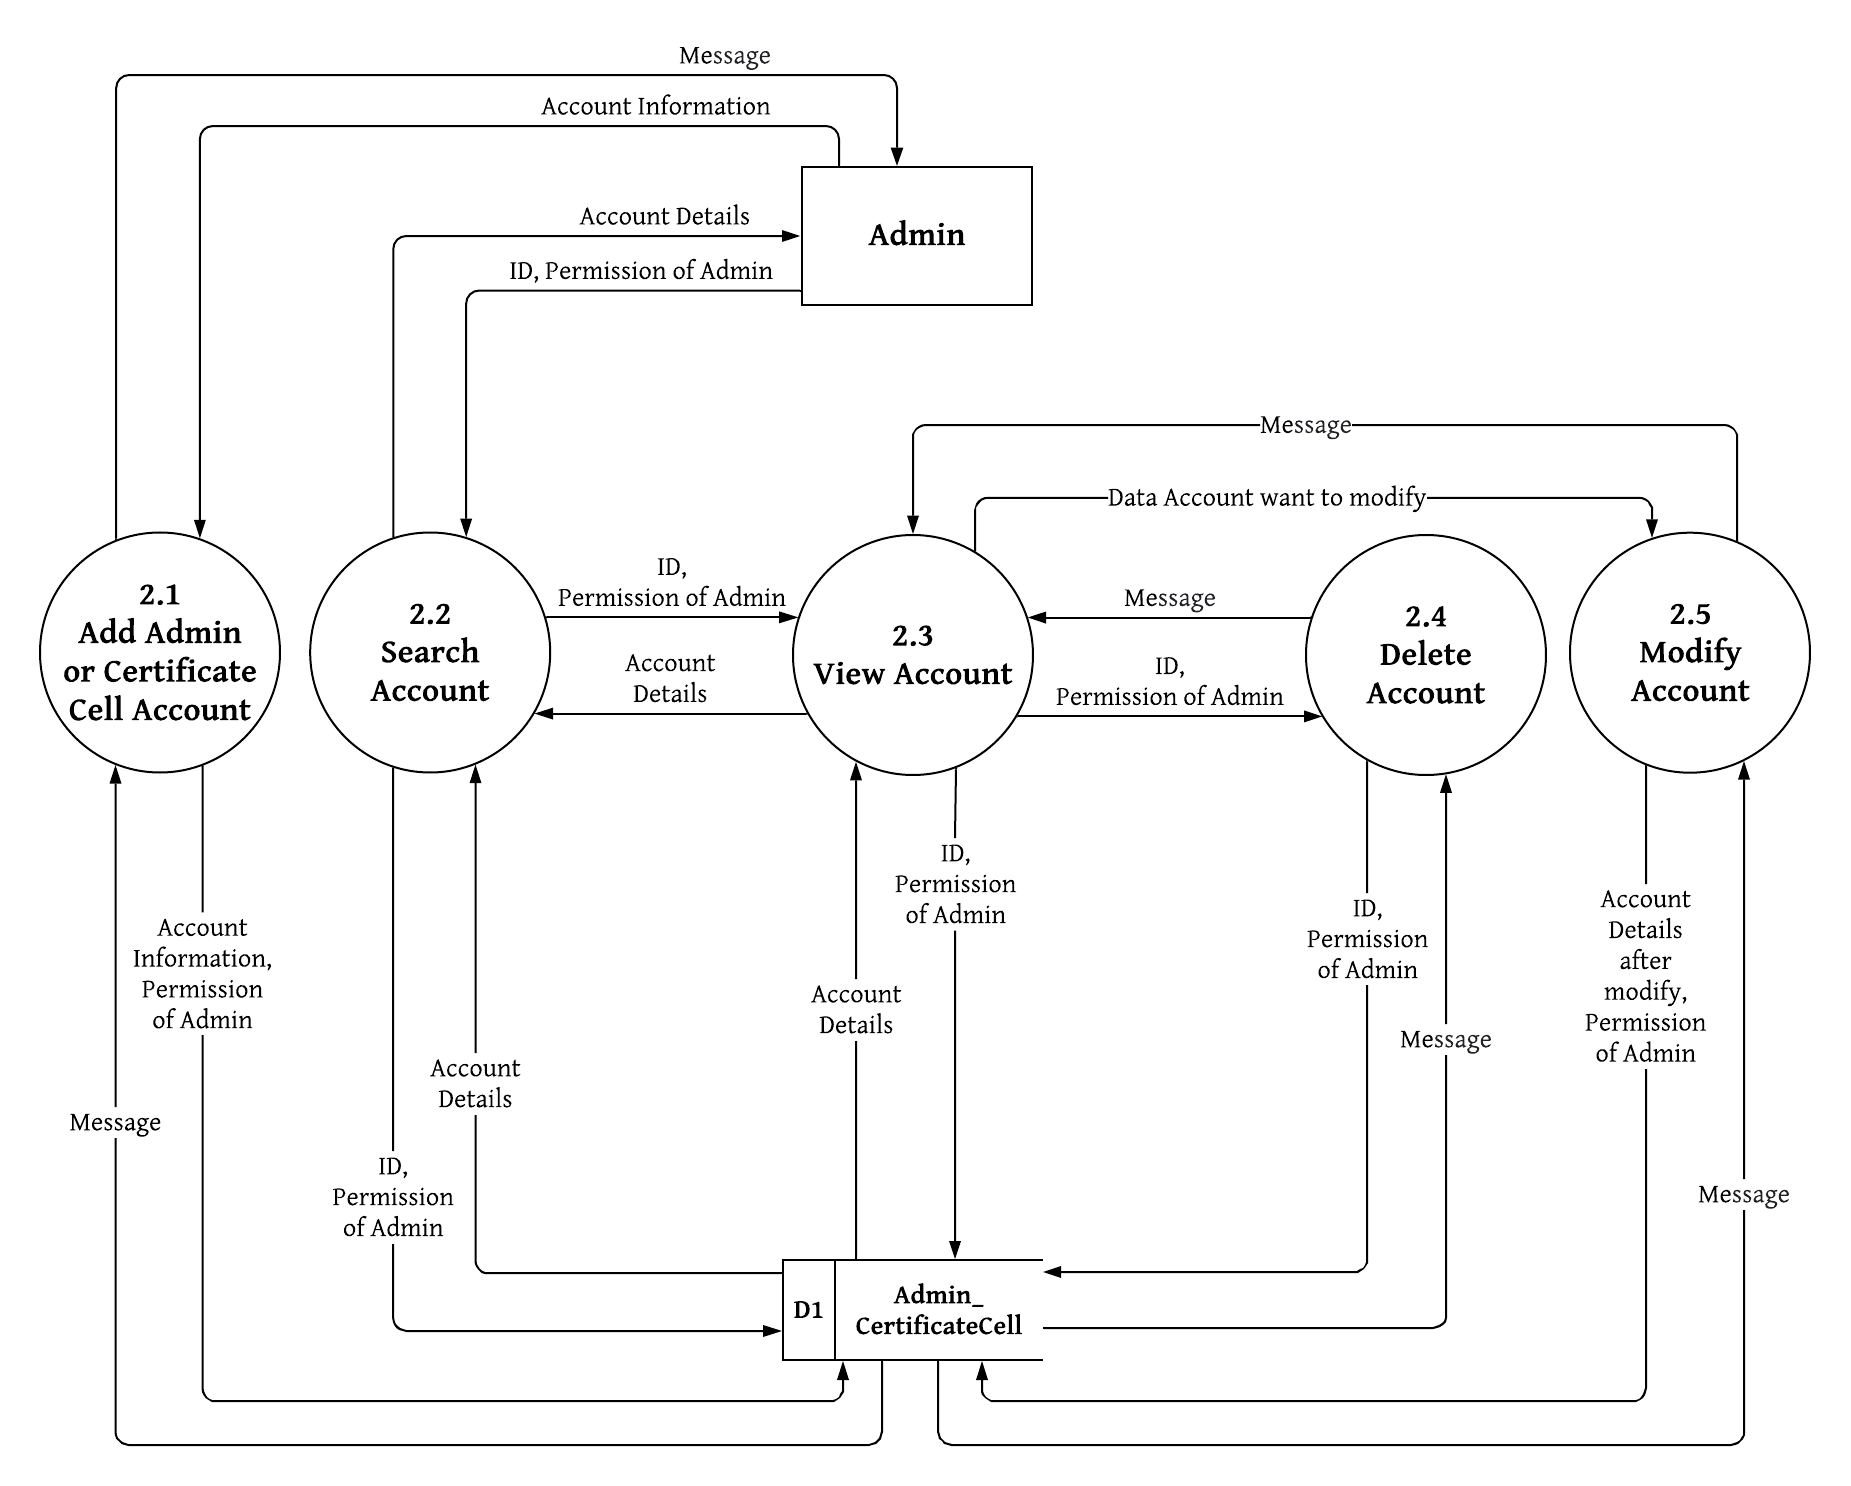 Message
Account Information
Account Details
Admin
ID, Permission of Admin
Message
Data Account want to modify
2.1
Add Admin
or Certificate
Cell Account
2.2
Search
Account
ID,
Permission of Admin
Account
Details
2.3
View Account
Message
ID,
Permission of Admin
2.4
Delete
Account
2.5
Modify
Account
Account
Information,
Permission
of Admin
Message
ID,
Permission
of Admin
Account
Details
Account
Details
ID,
Permission
of Admin
ID,
Permission
of Admin
Message
Account
Details
after
modify,
Permission
of Admin
Message
D1
Admin_
CertificateCell